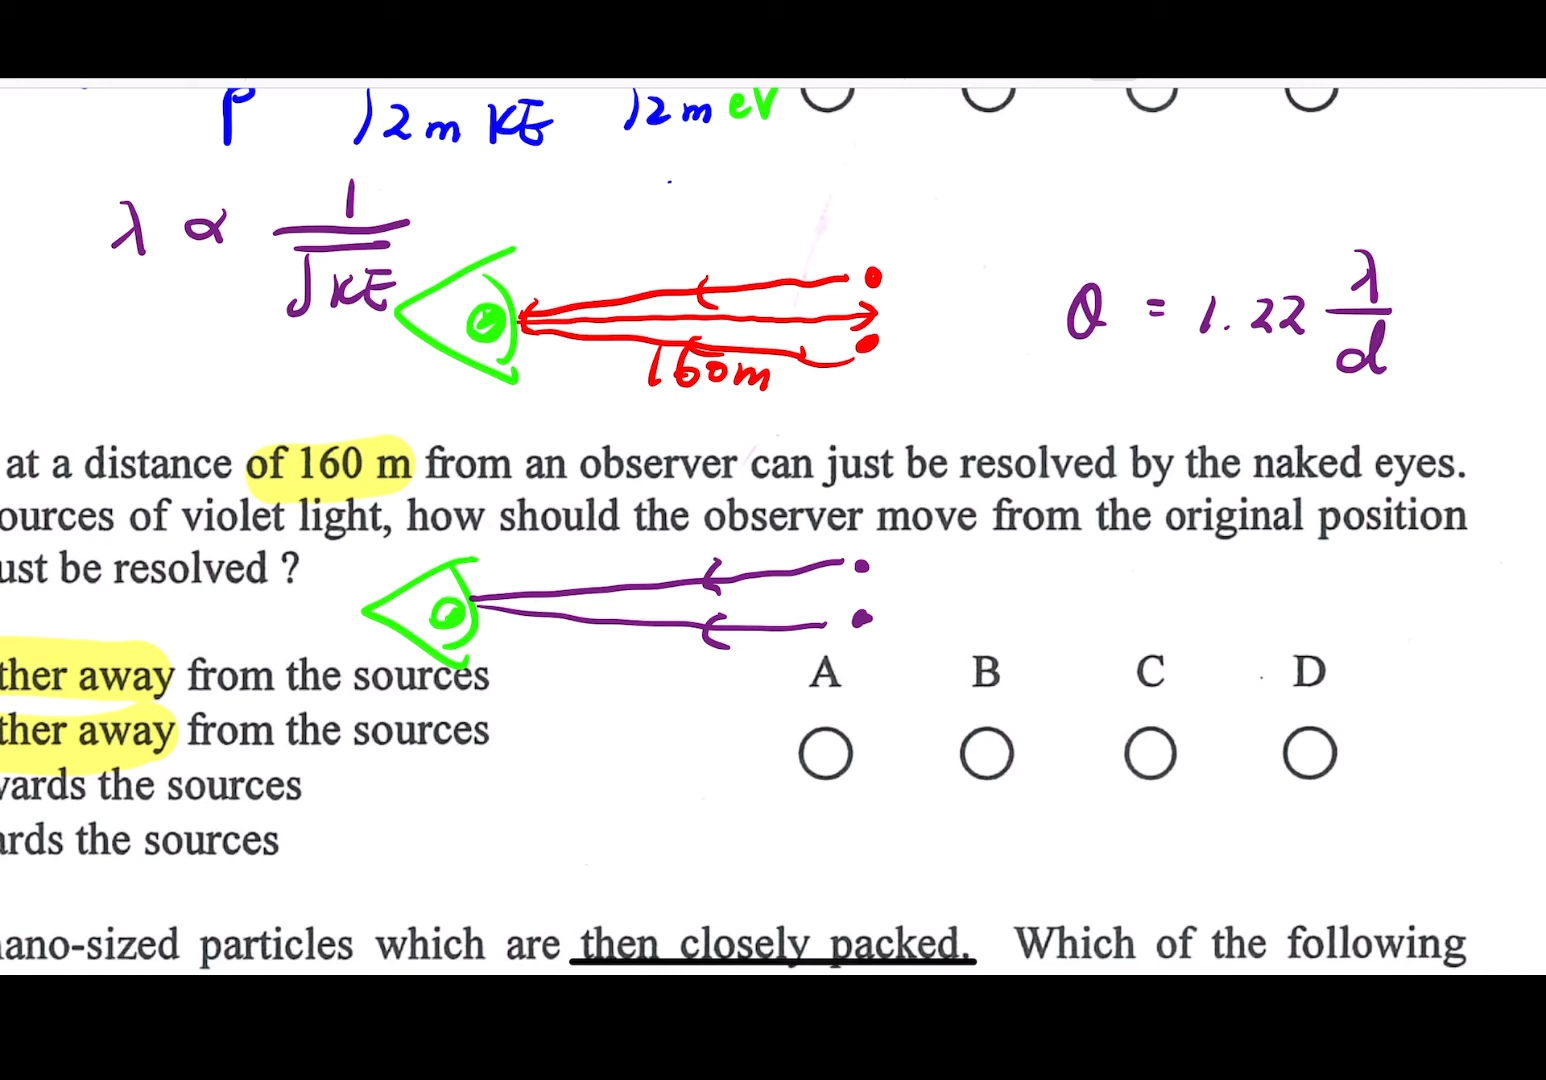 P √2m KE √2m eV
λ ∝ 1/√KE
θ = 1.22 λ/d
160m
at a distance of 160 m from an observer can just be resolved by the naked eyes.
ources of violet light, how should the observer move from the original position
ust be resolved ?
ther away from the sources
A B C D
ther away from the sources
vards the sources
ards the sources
nano-sized particles which are then closely packed. Which of the following